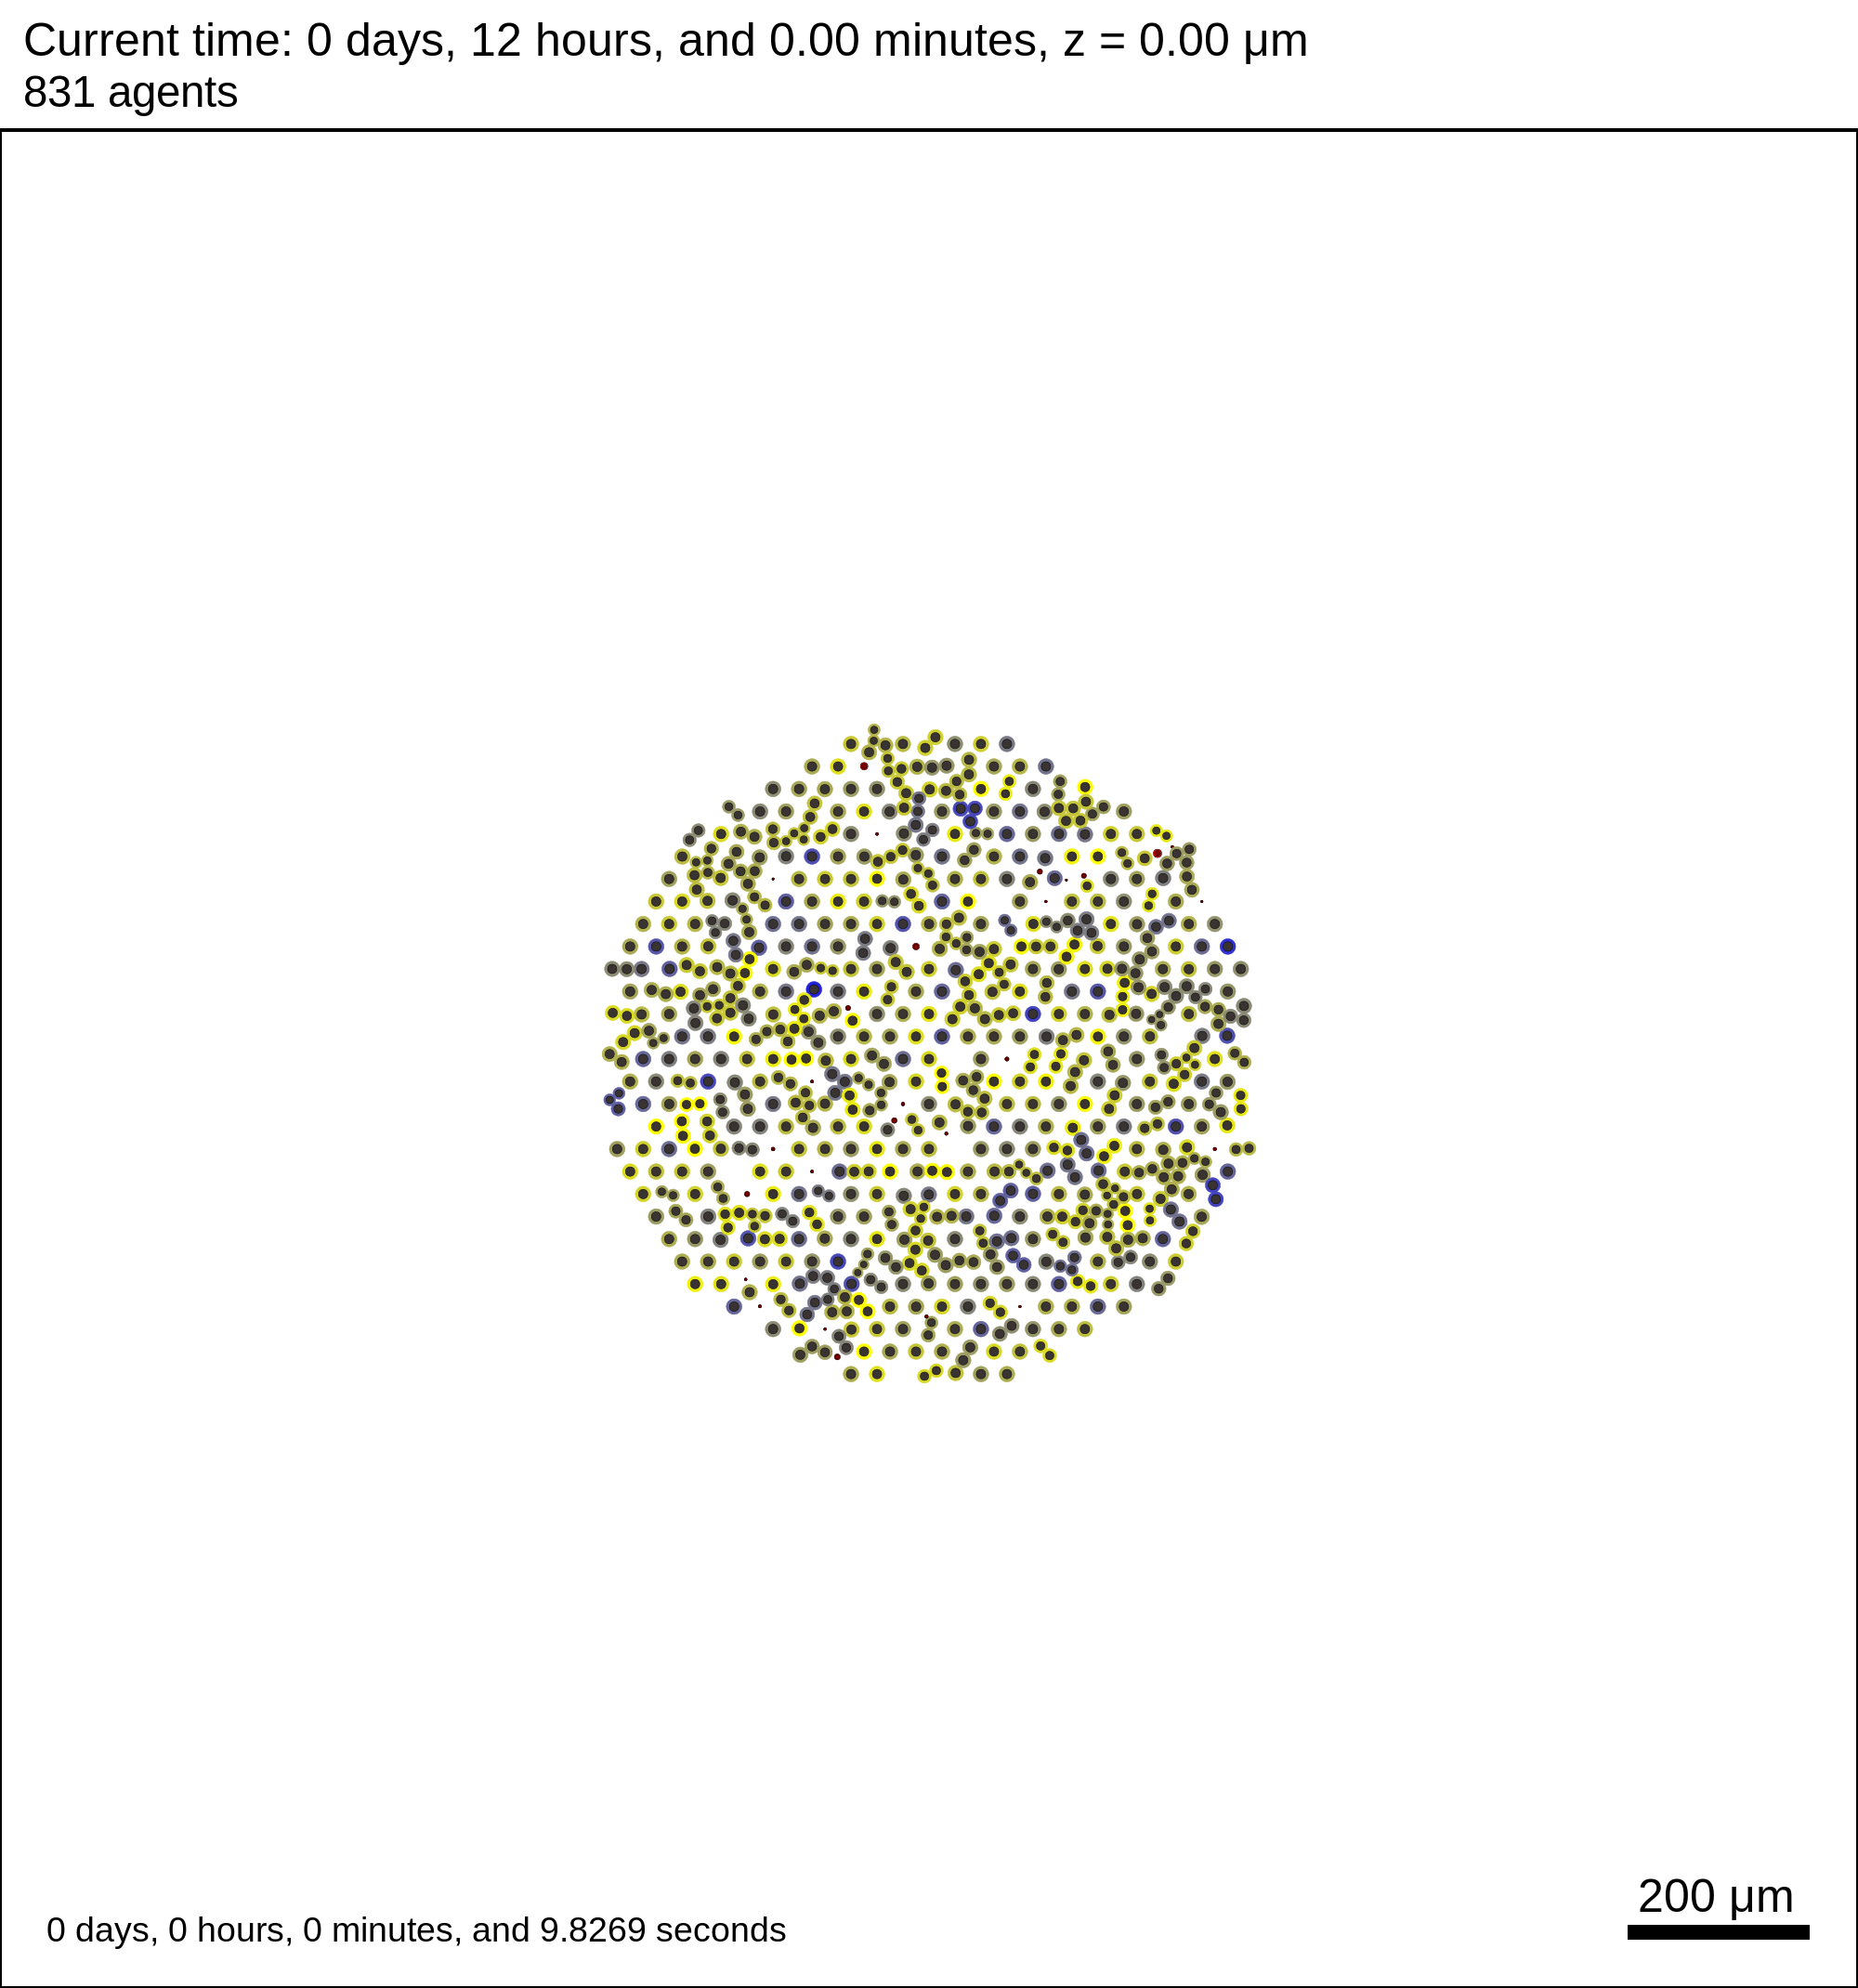 Current time: 0 days, 12 hours, and 0.00 minutes, z = 0.00 μm
831 agents
200 μm
0 days, 0 hours, 0 minutes, and 9.8269 seconds